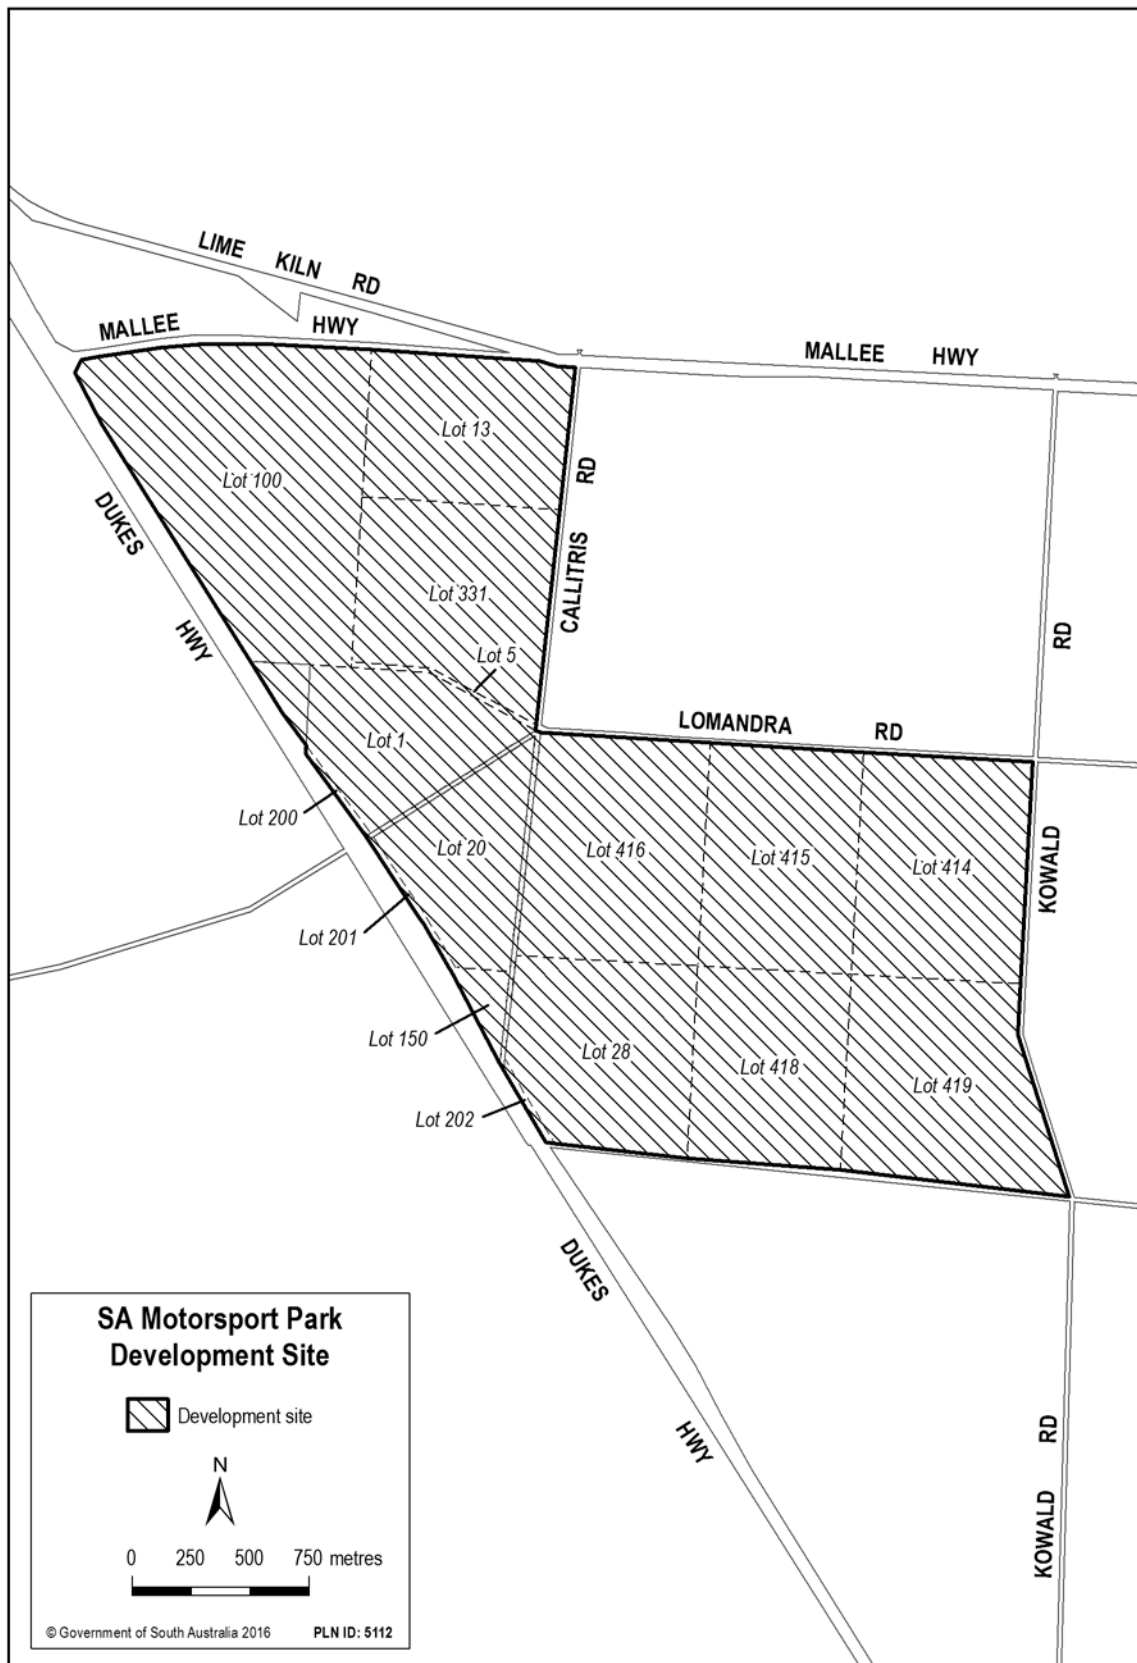 LIME KILN RD
MALLEE HWY
MALLEE HWY
Lot 13
Lot 100
RD
CALLITRIS
DUKES
HWY
Lot 331
Lot 5
RD
KOWALD
LOMANDRA RD
Lot 1
Lot 200
Lot 20
Lot 416
Lot 415
Lot 414
Lot 201
Lot 150
Lot 28
Lot 418
Lot 419
Lot 202
DUKES
HWY
RD
KOWALD
SA Motorsport Park
Development Site
Development site
N
0 250 500 750 metres
© Government of South Australia 2016 PLN ID: 5112